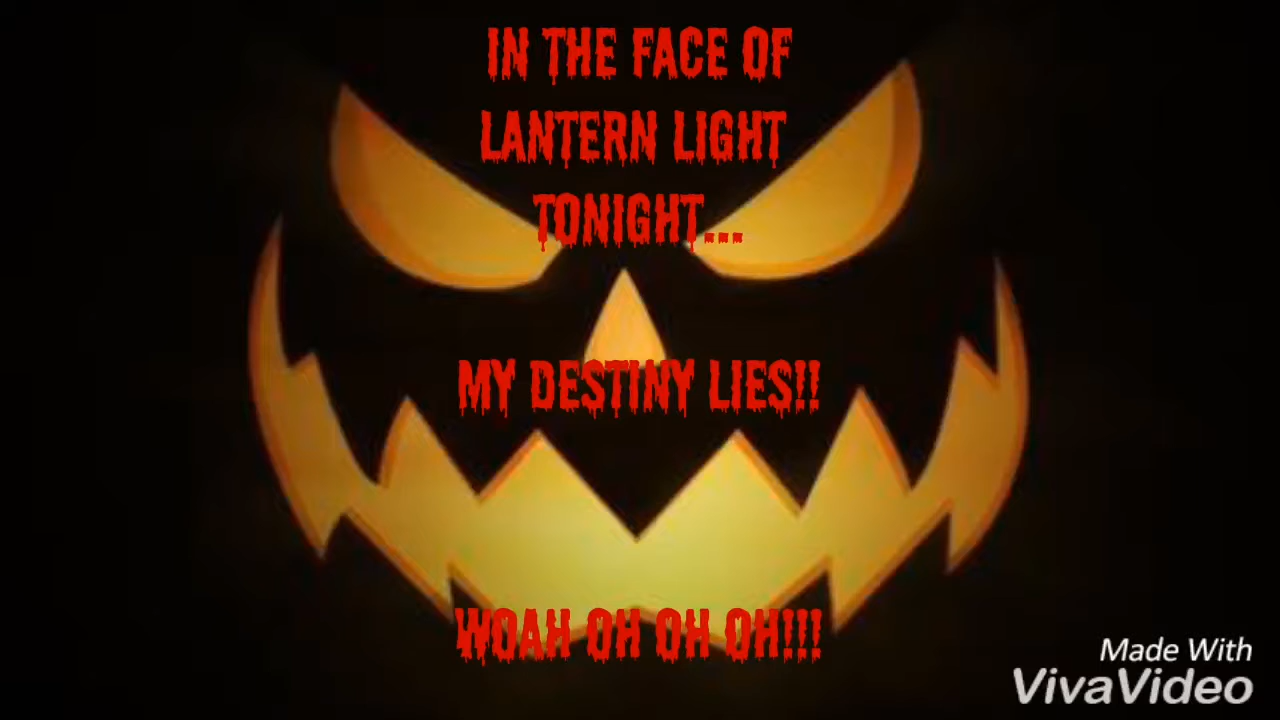 IN THE FACE OF
LANTERN LIGHT
TONIGHT...
MY DESTINY LIES!!
WOAH OH OH OH!!!
Made With
VivaVideo